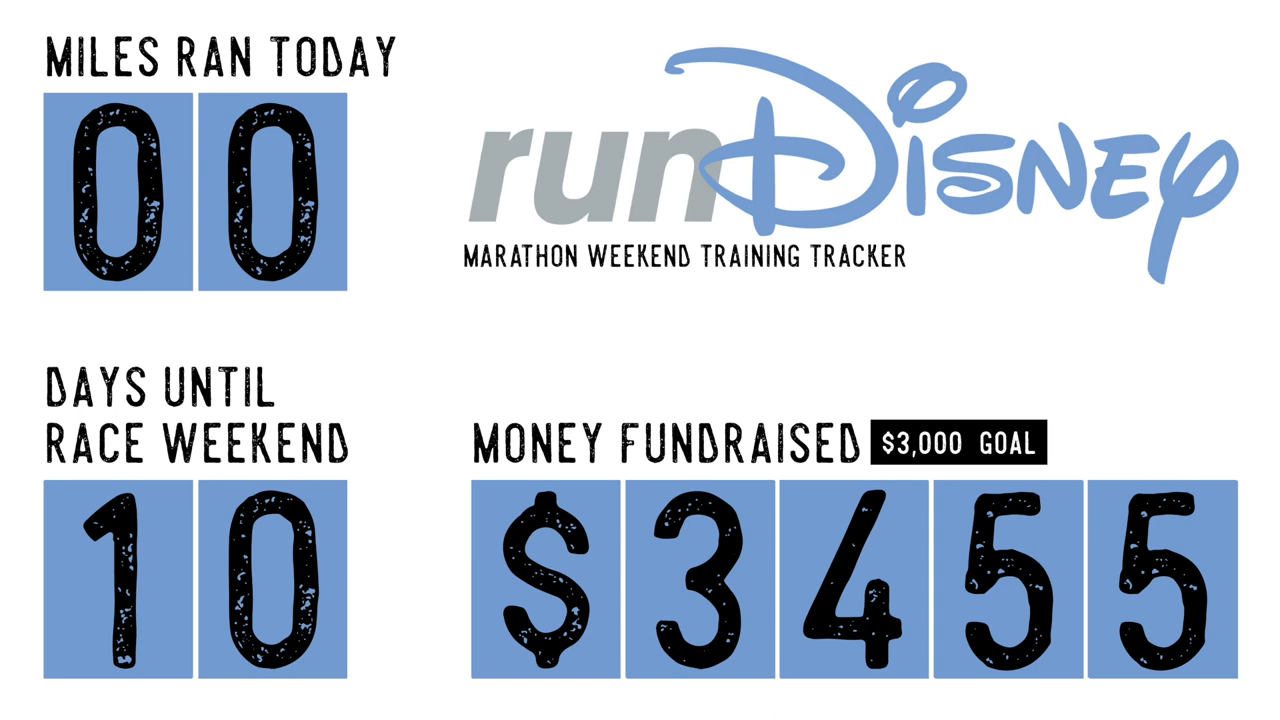 MILES RAN TODAY
00
runDisney
MARATHON WEEKEND TRAINING TRACKER
DAYS UNTIL
RACE WEEKEND
10
MONEY FUNDRAISED $3,000 GOAL
$3455